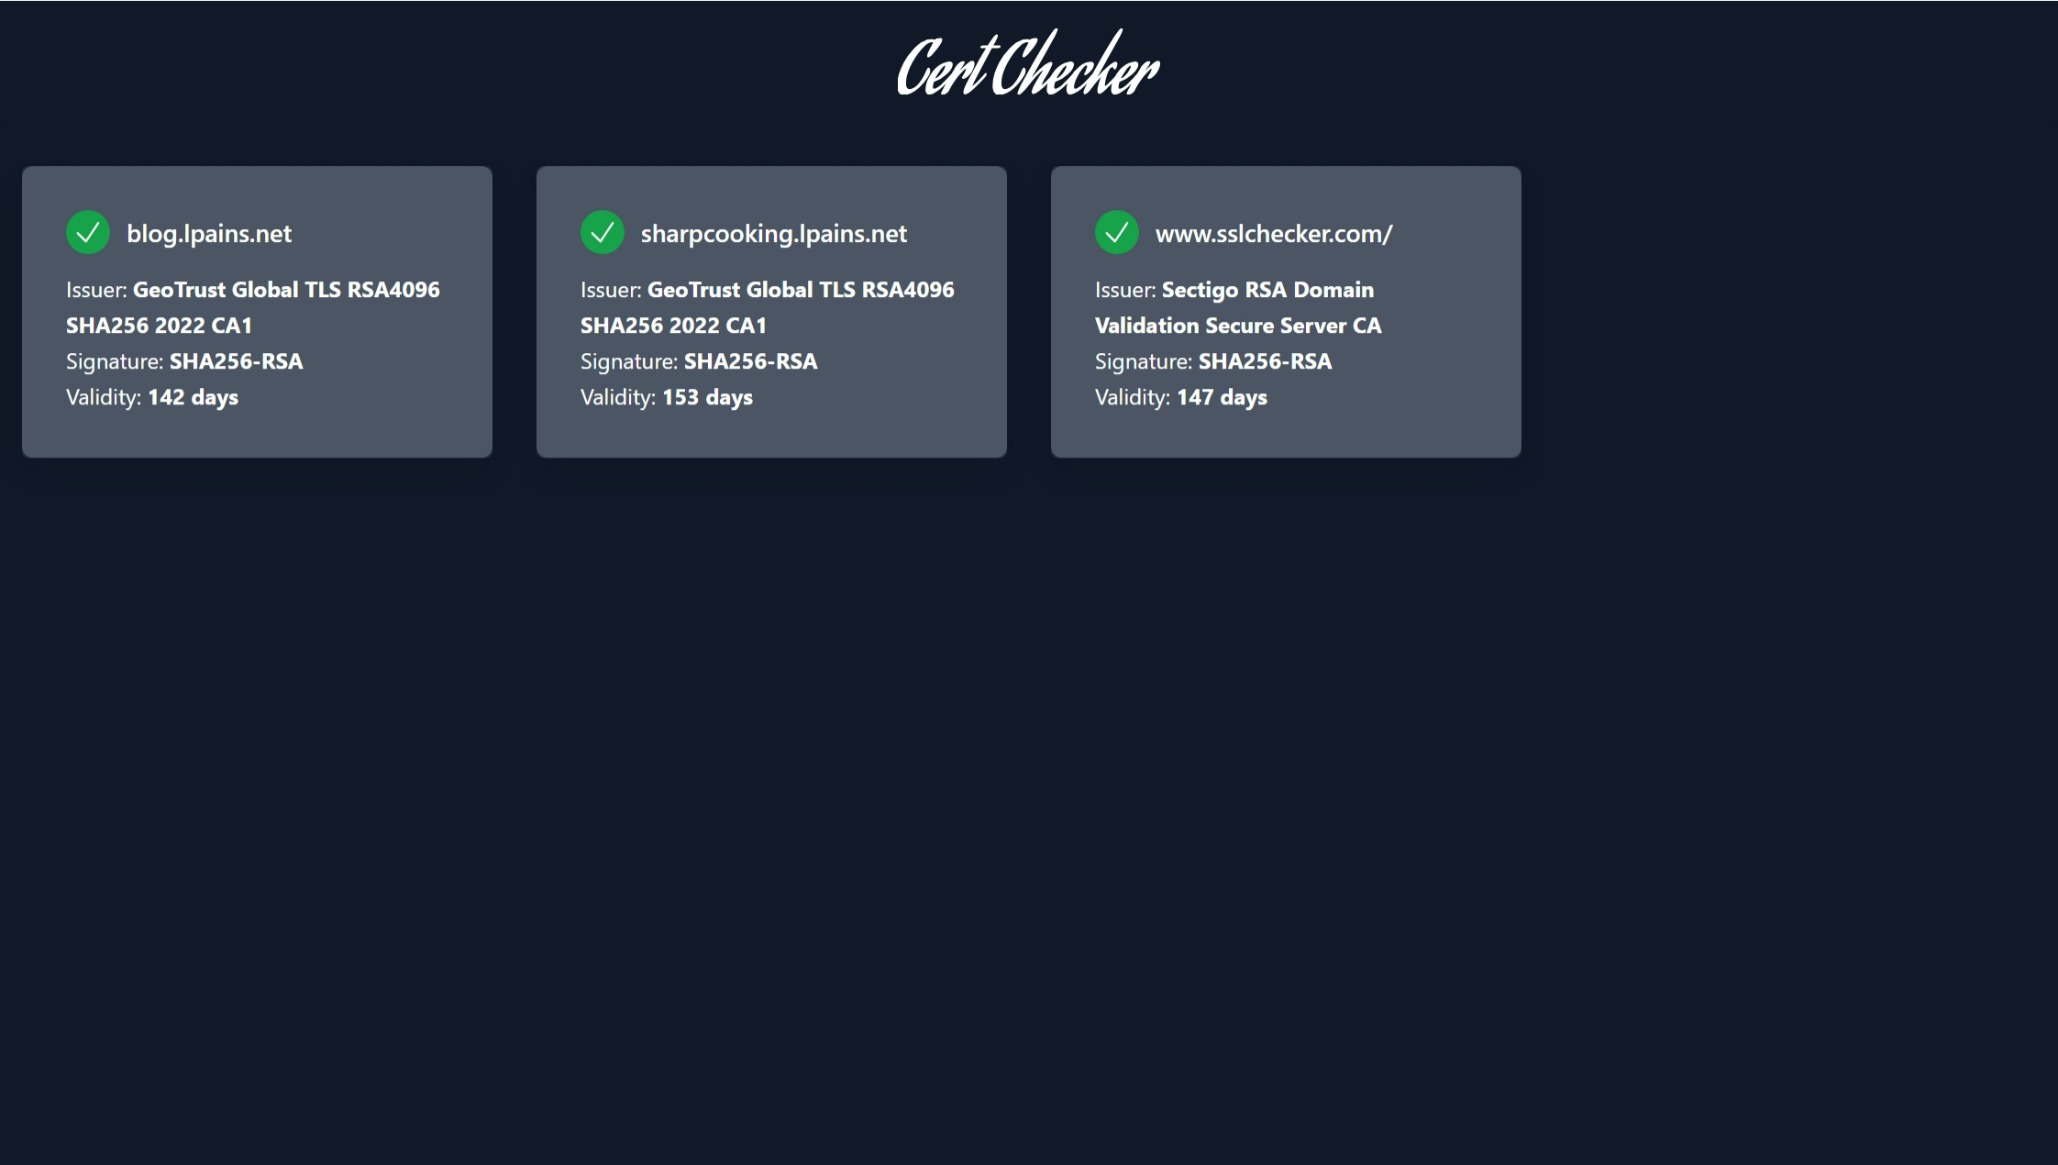 Cert Checker
blog.lpains.net
Issuer: GeoTrust Global TLS RSA4096
SHA256 2022 CA1
Signature: SHA256-RSA
Validity: 142 days
sharpcooking.lpains.net
Issuer: GeoTrust Global TLS RSA4096
SHA256 2022 CA1
Signature: SHA256-RSA
Validity: 153 days
www.sslchecker.com/
Issuer: Sectigo RSA Domain
Validation Secure Server CA
Signature: SHA256-RSA
Validity: 147 days